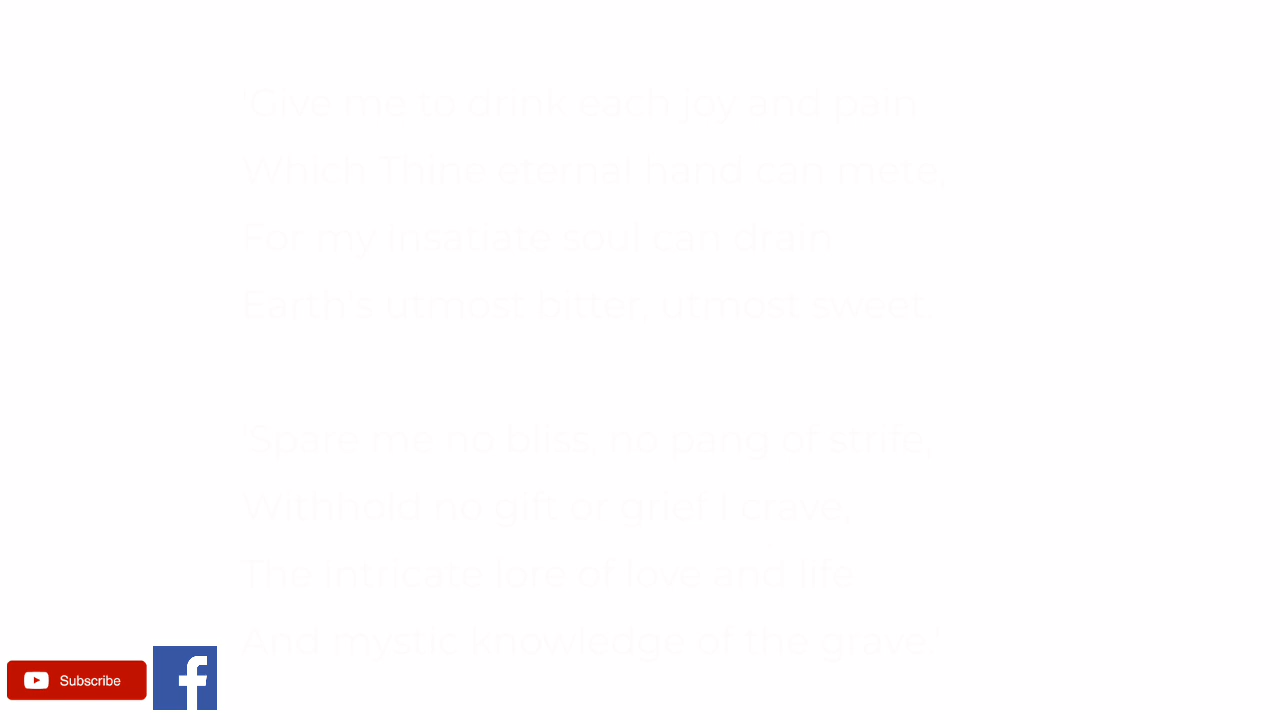 Give me to drink each joy and pain
Which Thine eternal hand can mete
For my insatiate soul can drain
Earth's utmost bitter, utmost sweet
Spare me no bliss, no pang of strife,
Withhold no gift or grief I crave
The intricate lore of love and life
And mystic knowledge of the grave.
Subscribe